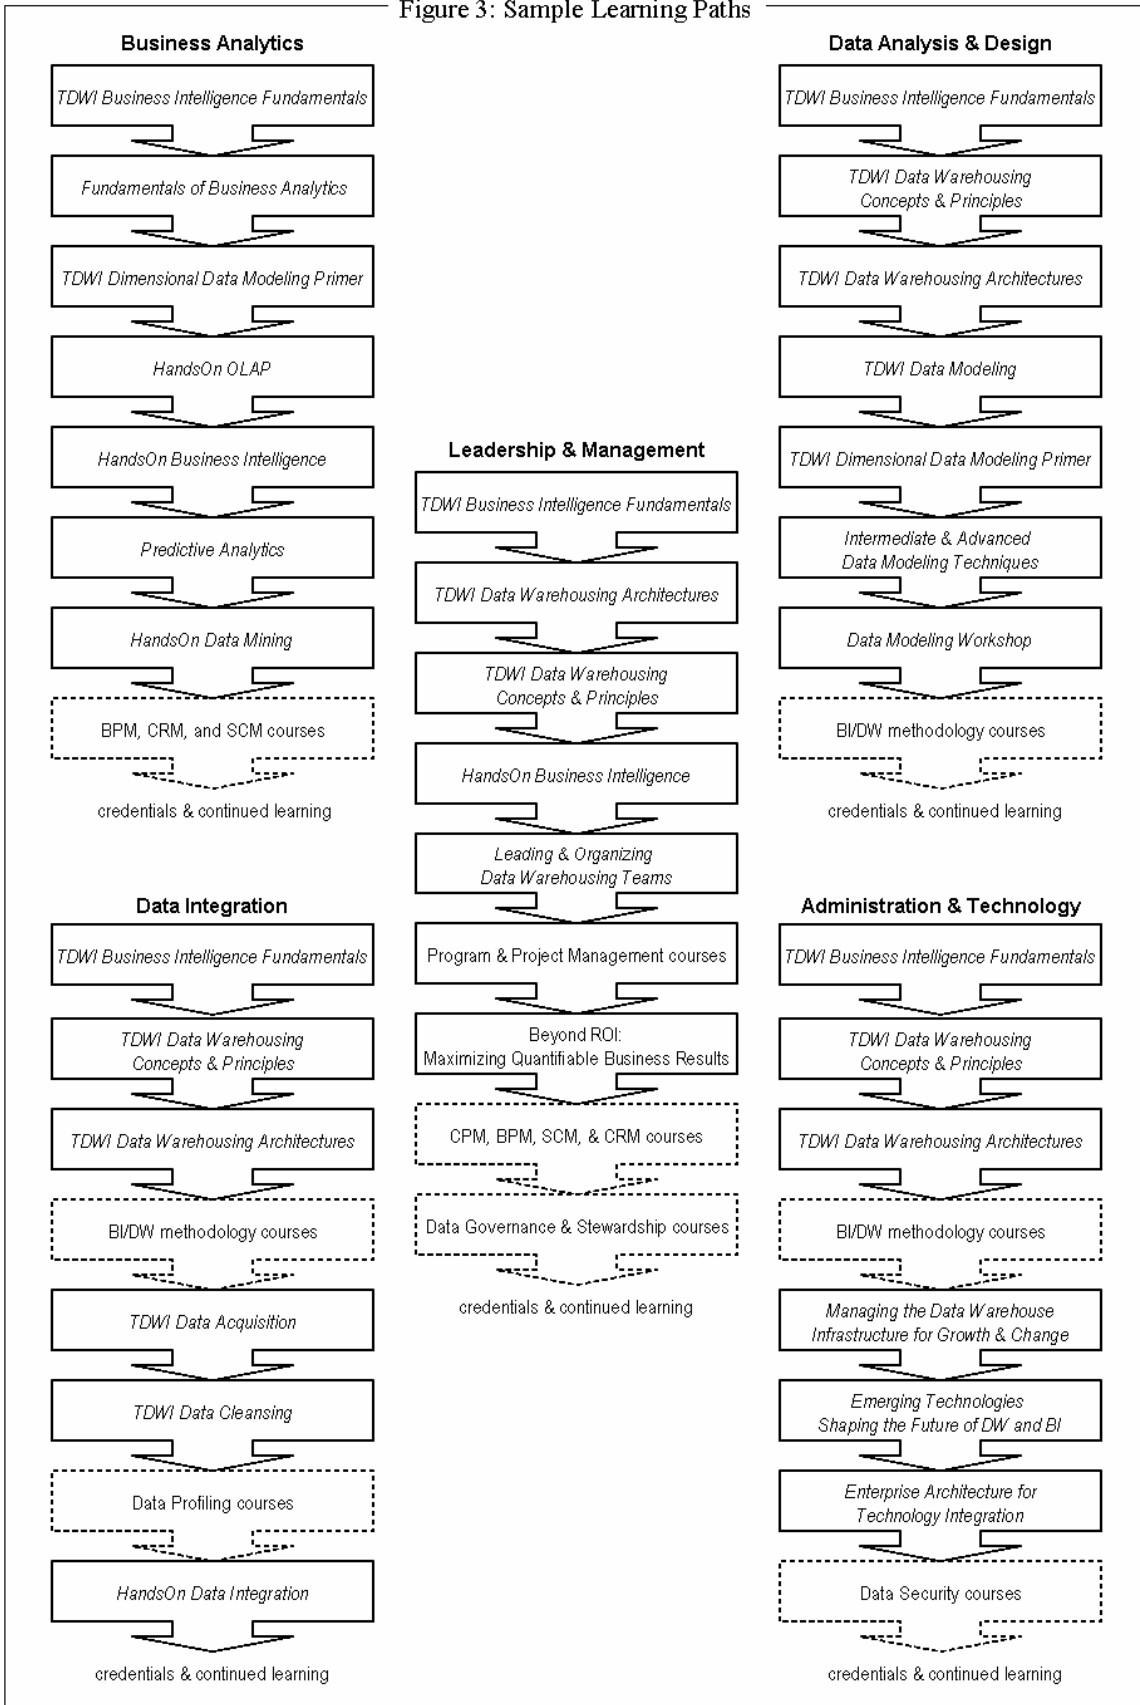 Figure 3: Sample Learning Paths
Business Analytics
TDWI Business Intelligence Fundamentals
Fundamentals of Business Analytics
TDWI Dimensional Data Modeling Primer
HandsOn OLAP
HandsOn Business Intelligence
Predictive Analytics
HandsOn Data Mining
BPM, CRM, and SCM courses
credentials & continued learning
Data Integration
TDWI Business Intelligence Fundamentals
TDWI Data Warehousing
Concepts & Principles
TDWI Data Warehousing Architectures
BI/DW methodology courses
TDWI Data Acquisition
TDWI Data Cleansing
Data Profiling courses
HandsOn Data Integration
credentials & continued learning
Leadership & Management
TDWI Business Intelligence Fundamentals
TDWI Data Warehousing Architectures
TDWI Data Warehousing
Concepts & Principles
HandsOn Business Intelligence
Leading & Organizing
Data Warehousing Teams
Program & Project Management courses
Beyond ROI:
Maximizing Quantifiable Business Results
CPM, BPM, SCM, & CRM courses
Data Governance & Stewardship courses
credentials & continued learning
Data Analysis & Design
TDWI Business Intelligence Fundamentals
TDWI Data Warehousing
Concepts & Principles
TDWI Data Warehousing Architectures
TDWI Data Modeling
TDWI Dimensional Data Modeling Primer
Intermediate & Advanced
Data Modeling Techniques
Data Modeling Workshop
BI/DW methodology courses
credentials & continued learning
Administration & Technology
TDWI Business Intelligence Fundamentals
TDWI Data Warehousing
Concepts & Principles
TDWI Data Warehousing Architectures
BI/DW methodology courses
Managing the Data Warehouse
Infrastructure for Growth & Change
Emerging Technologies
Shaping the Future of DW and BI
Enterprise Architecture for
Technology Integration
Data Security courses
credentials & continued learning